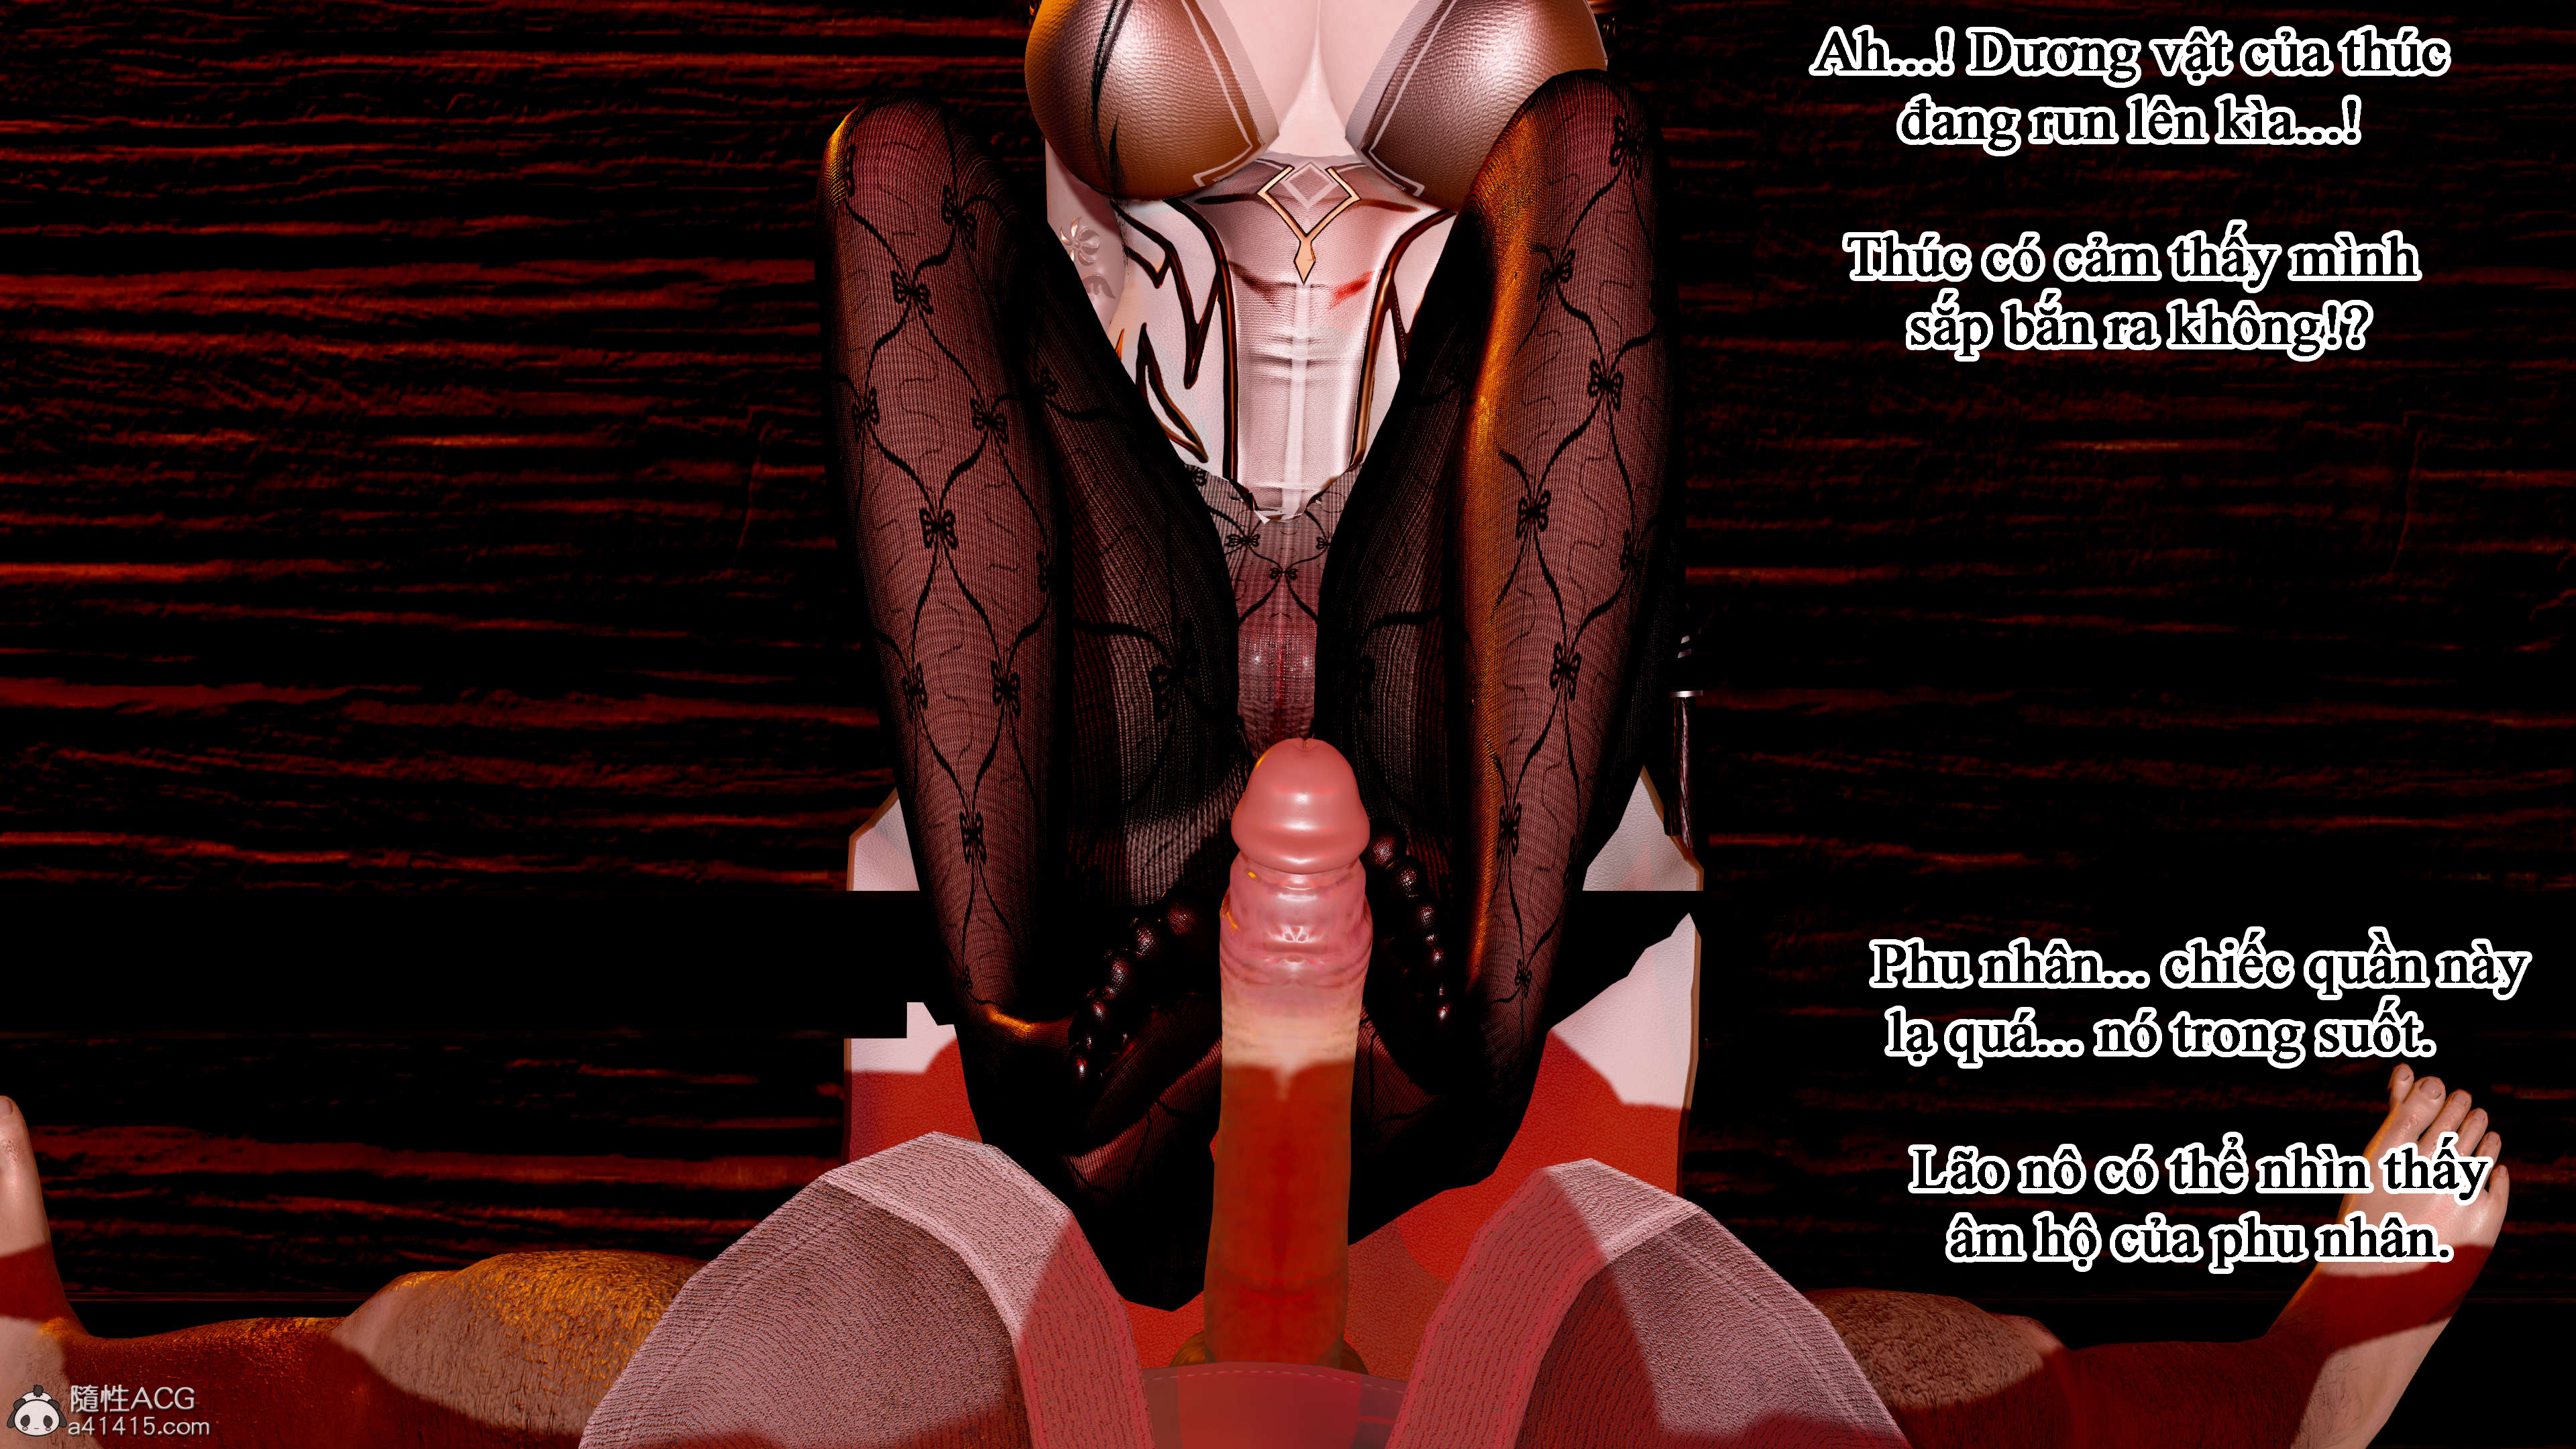 Ah...! Dương vật của thúc
đang run lên kìa...!
Thúc có cảm thấy mình
sắp bắn ra không!?
Phu nhân... chiếc quần này
lạ quá... nó trong suốt.
Lão nô có thể nhìn thấy
âm hộ của phu nhân.
隨性ACG
a41415.com